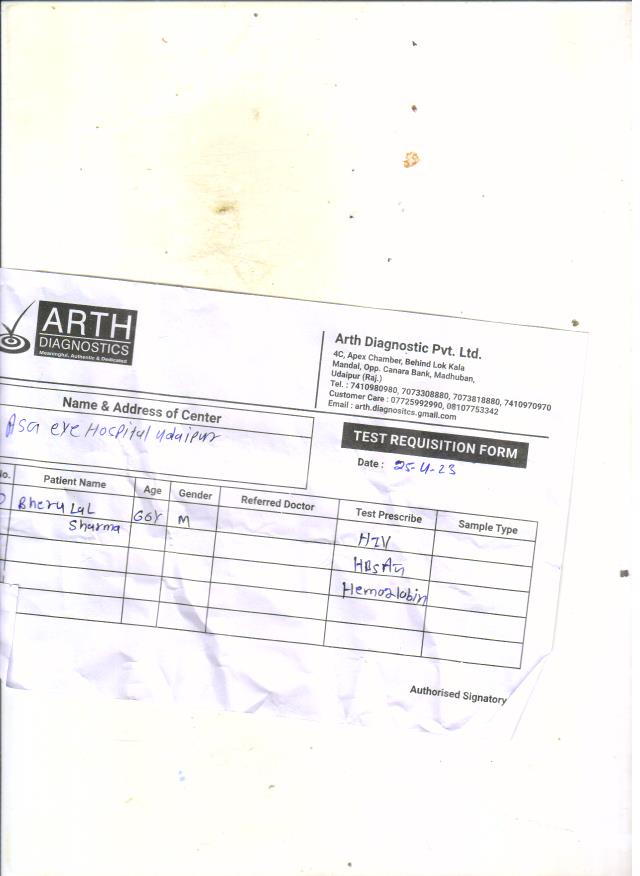 ARTH
DIAGNOSTICS
Meaningful, Authentic & Dedicated
Arth Diagnostic Pvt. Ltd.
4C, Apex Chamber, Behind Lok Kala
Mandal, Opp. Canara Bank, Madhuban,
Udaipur (Raj.)
Tel. : 7410980980, 7073308880, 7073818880, 7410970970
Customer Care : 07725992990, 08107753342
Email : arth.diagnositcs.gmail.com
Name & Address of Center
ASG eye Hospital Udaipur
TEST REQUISITION FORM
Date : 25-4-23
No. Patient Name Age Gender Referred Doctor Test Prescribe Sample Type
Bheru Lal 66Y M HIV
Sharma
HBsAg
Hemoglobin
Authorised Signatory